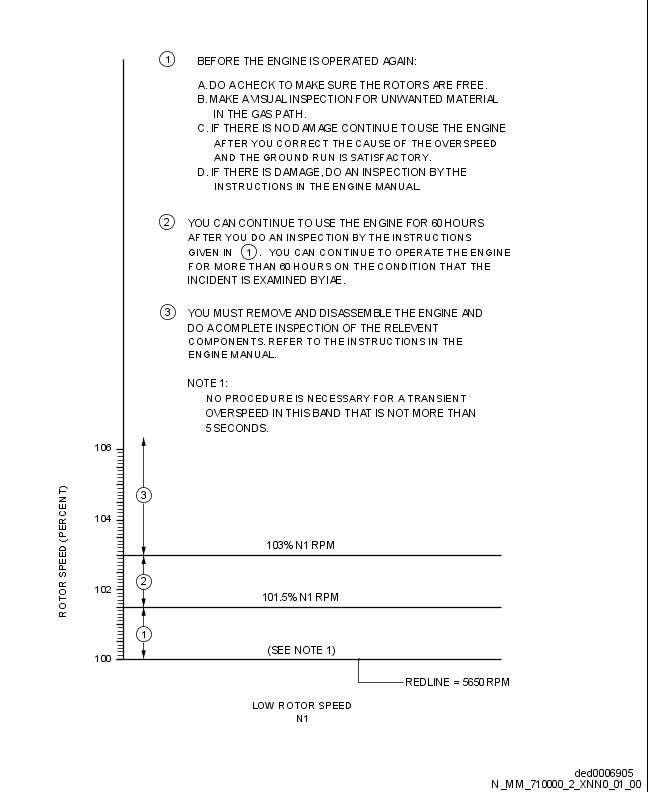 1 BEFORE THE ENGINE IS OPERATED AGAIN:
A. DO A CHECK TO MAKE SURE THE ROTORS ARE FREE.
B. MAKE A VISUAL INSPECTION FOR UNWANTED MATERIAL
IN THE GAS PATH.
C. IF THERE IS NO DAMAGE CONTINUE TO USE THE ENGINE
AFTER YOU CORRECT THE CAUSE OF THE OVERSPEED
AND THE GROUND RUN IS SATISFACTORY.
D. IF THERE IS DAMAGE, DO AN INSPECTION BY THE
INSTRUCTIONS IN THE ENGINE MANUAL.
2 YOU CAN CONTINUE TO USE THE ENGINE FOR 60 HOURS
AFTER YOU DO AN INSPECTION BY THE INSTRUCTIONS
GIVEN IN 1. YOU CAN CONTINUE TO OPERATE THE ENGINE
FOR MORE THAN 60 HOURS ON THE CONDITION THAT THE
INCIDENT IS EXAMINED BY IAE.
3 YOU MUST REMOVE AND DISASSEMBLE THE ENGINE AND
DO A COMPLETE INSPECTION OF THE RELEVENT
COMPONENTS. REFER TO THE INSTRUCTIONS IN THE
ENGINE MANUAL.
NOTE 1:
NO PROCEDURE IS NECESSARY FOR A TRANSIENT
OVERSPEED IN THIS BAND THAT IS NOT MORE THAN
5 SECONDS.
ROTOR SPEED (PERCENT)
106
3
104
103% N1 RPM
2
102
101.5% N1 RPM
1
(SEE NOTE 1)
100
REDLINE = 5650 RPM
LOW ROTOR SPEED
N1
ded0006905
N_MM_710000_2_XNN0_01_00